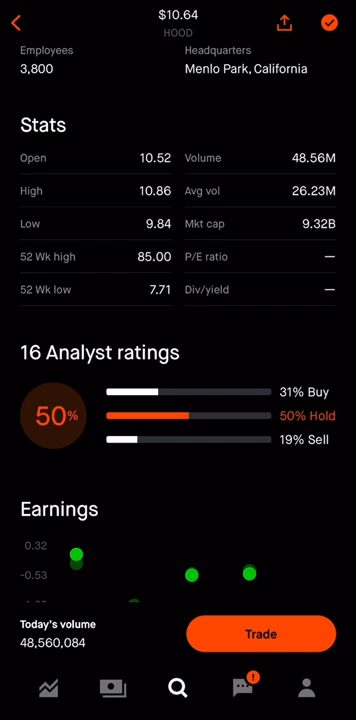 $10.64
HOOD
Employees Headquarters
3,800 Menlo Park, California
Stats
Open 10.52 Volume 48.56M
High 10.86 Avg vol 26.23M
Low 9.84 Mkt cap 9.32B
52 Wk high 85.00 P/E ratio —
52 Wk low 7.71 Div/yield —
16 Analyst ratings
50%
31% Buy
50% Hold
19% Sell
Earnings
0.32
-0.53
Today's volume
48,560,084
Trade
!